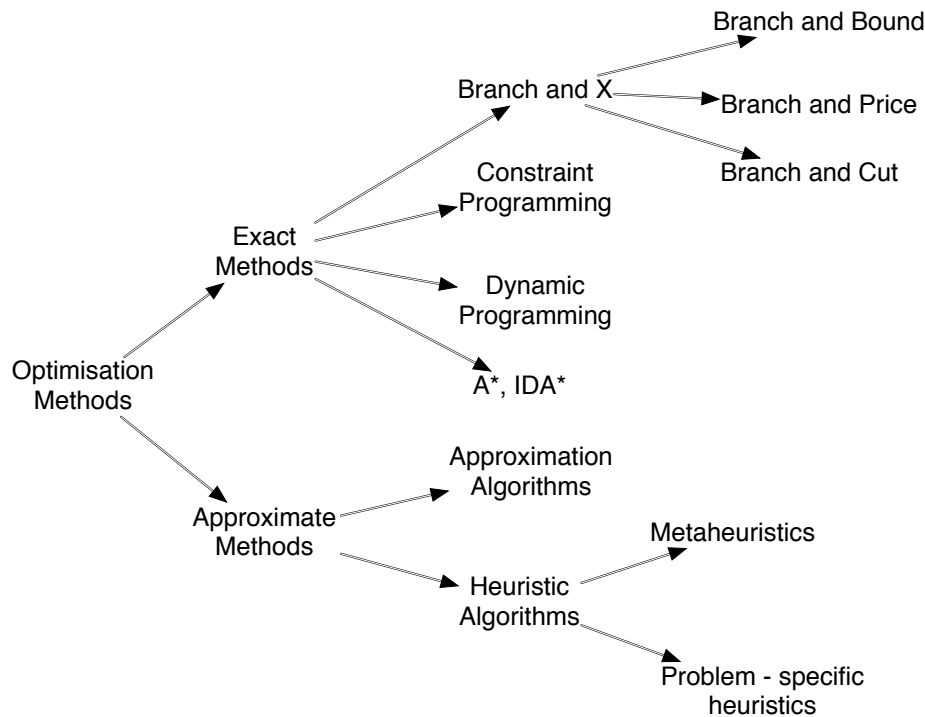 Branch and Bound
Branch and X
Branch and Price
Branch and Cut
Constraint
Programming
Exact
Methods
Dynamic
Programming
Optimisation
Methods
A*, IDA*
Approximation
Algorithms
Approximate
Methods
Metaheuristics
Heuristic
Algorithms
Problem - specific
heuristics